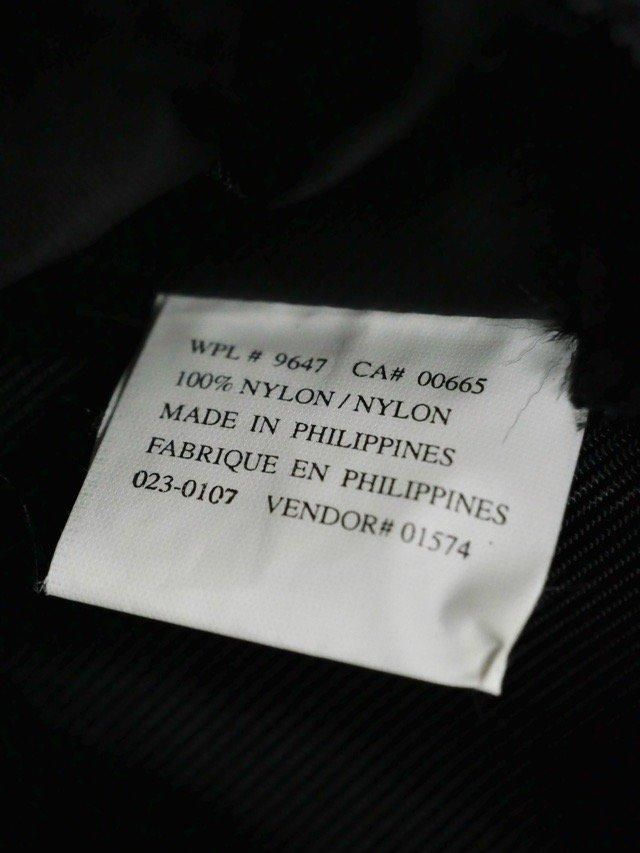 WPL # 9647 CA# 00665
100% NYLON / NYLON
MADE IN PHILIPPINES
FABRIQUE EN PHILIPPINES
023-0107 VENDOR# 01574